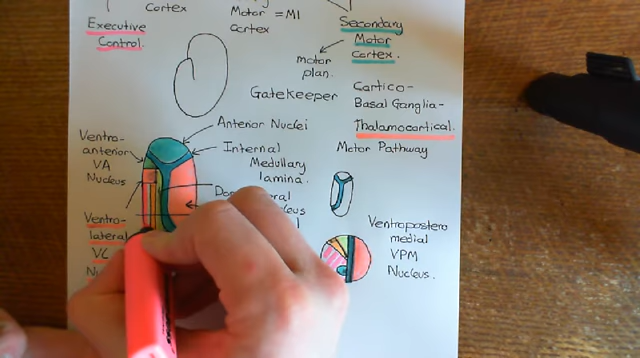 Cortex
Executive
Control.
Motor = M1
cortex
Secondary
Motor
Cortex.
motor
plan.
Gatekeeper
Cortico-
Basal Ganglia-
Thalamocortical.
Motor Pathway
Anterior Nuclei
Internal
Medullary
lamina.
Ventro-
anterior
VA
Nucleus
Ventro-
lateral
VL
Ventropostero
medial
VPM
Nucleus.